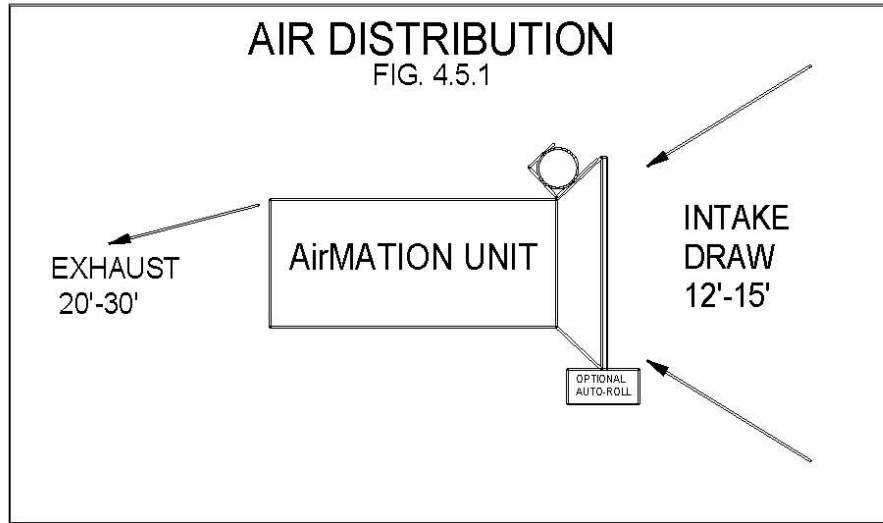 AIR DISTRIBUTION
FIG. 4.5.1
EXHAUST
20'-30'
AirMATION UNIT
INTAKE
DRAW
12'-15'
OPTIONAL
AUTO-ROLL